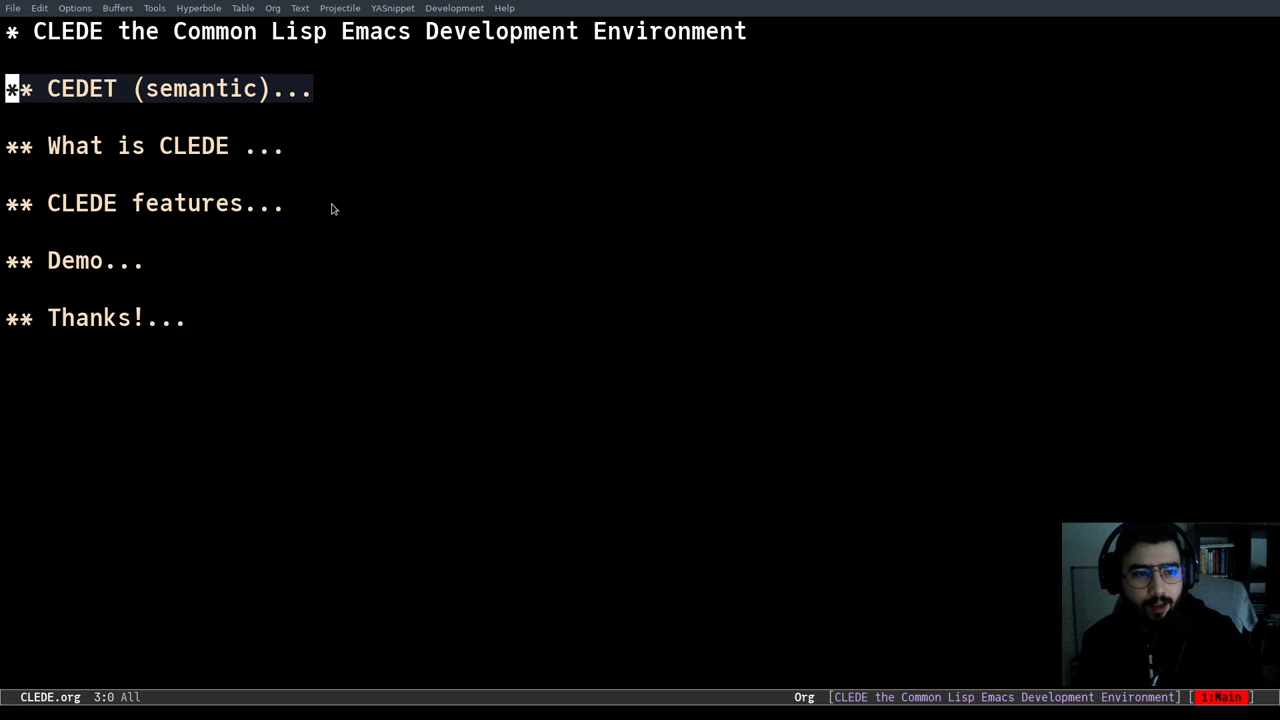 File Edit Options Buffers Tools Hyperbole Table Org Text Projectile YASnippet Development Help
* CLEDE the Common Lisp Emacs Development Environment
** CEDET (semantic)...
** What is CLEDE ...
** CLEDE features...
** Demo...
** Thanks!...
CLEDE.org 3:0 All Org [CLEDE the Common Lisp Emacs Development Environment] [ 1:Main ]